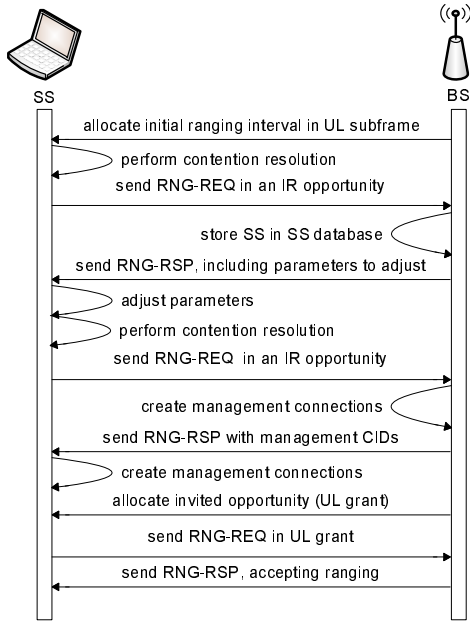 SS
BS
allocate initial ranging interval in UL subframe
perform contention resolution
send RNG-REQ in an IR opportunity
store SS in SS database
send RNG-RSP, including parameters to adjust
adjust parameters
perform contention resolution
send RNG-REQ in an IR opportunity
create management connections
send RNG-RSP with management CIDs
create management connections
allocate invited opportunity (UL grant)
send RNG-REQ in UL grant
send RNG-RSP, accepting ranging